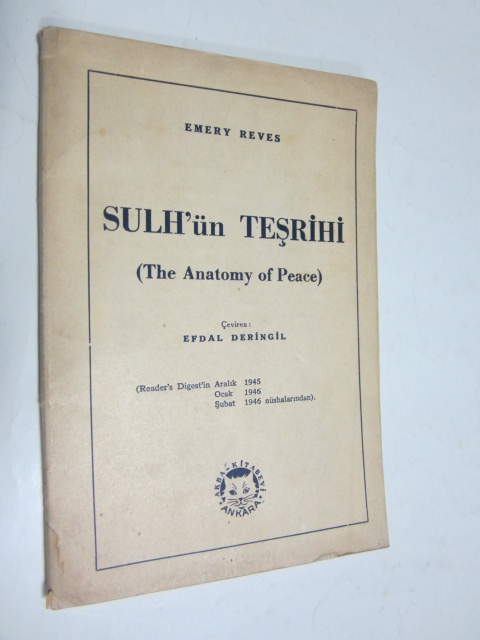 EMERY REVES
SULH'ün TEŞRİHİ
(The Anatomy of Peace)
Çeviren:
EFDAL DERİNGİL
(Reader's Digest'in Aralık 1945
Ocak 1946
Şubat 1946 nüshalarından).
AKBA KİTABEVİ
ANKARA